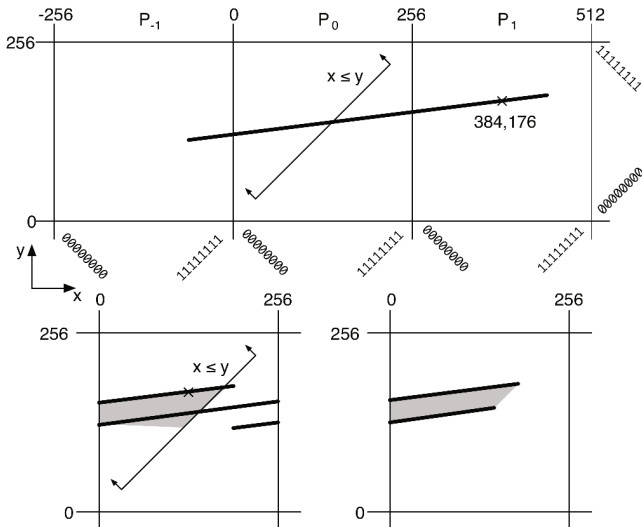 -256 P-1 0 P0 256 P1 512
256
11111111
x ≤ y
384,176
00000000
0
00000000 11111111 00000000 11111111 00000000 11111111
y
x
0 256 0 256
256 256
x ≤ y
0 0